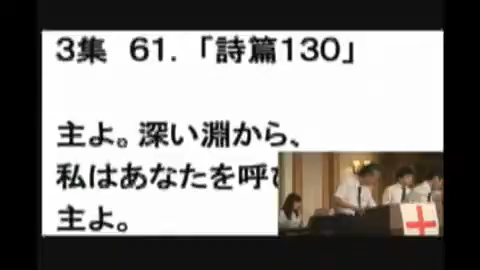 3集 61.「詩篇130」
主よ。深い淵から、
私はあなたを呼び
主よ。